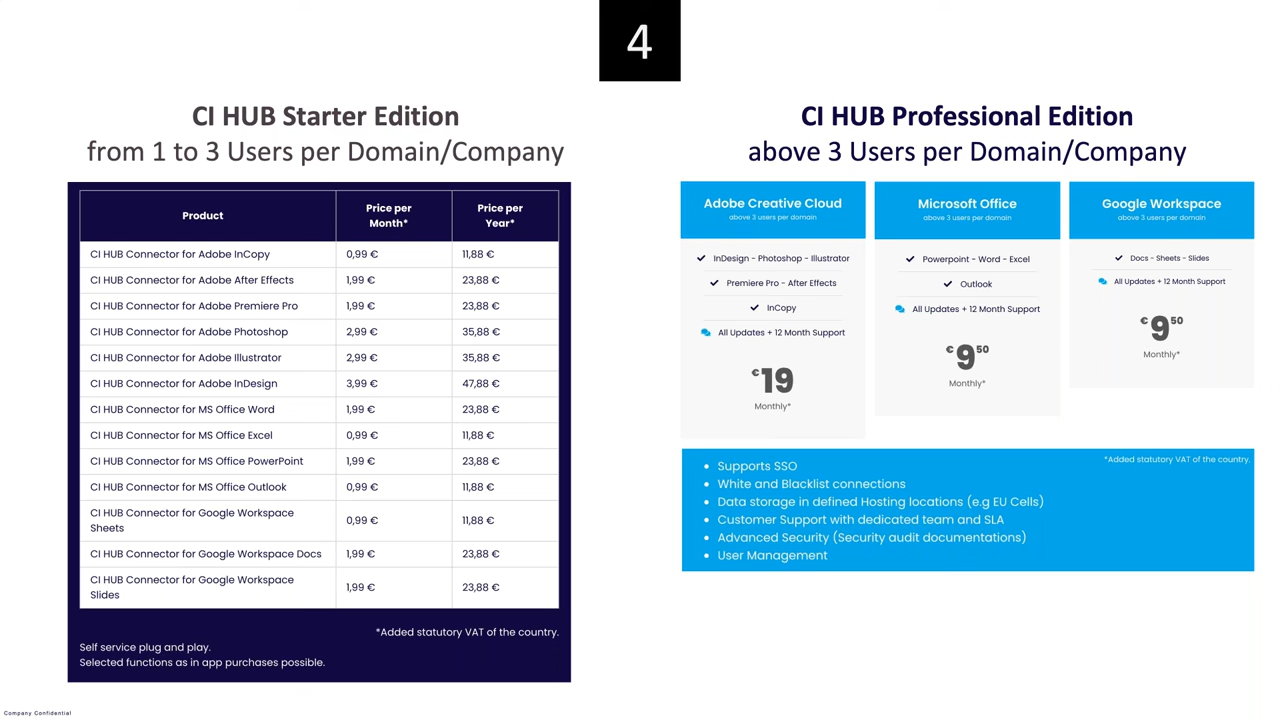 4
CI HUB Starter Edition
from 1 to 3 Users per Domain/Company
Product
Price per
Month*
Price per
Year*
CI HUB Connector for Adobe InCopy 0,99 € 11,88 €
CI HUB Connector for Adobe After Effects 1,99 € 23,88 €
CI HUB Connector for Adobe Premiere Pro 1,99 € 23,88 €
CI HUB Connector for Adobe Photoshop 2,99 € 35,88 €
CI HUB Connector for Adobe Illustrator 2,99 € 35,88 €
CI HUB Connector for Adobe InDesign 3,99 € 47,88 €
CI HUB Connector for MS Office Word 1,99 € 23,88 €
CI HUB Connector for MS Office Excel 0,99 € 11,88 €
CI HUB Connector for MS Office PowerPoint 1,99 € 23,88 €
CI HUB Connector for MS Office Outlook 0,99 € 11,88 €
CI HUB Connector for Google Workspace
Sheets 0,99 € 11,88 €
CI HUB Connector for Google Workspace Docs 1,99 € 23,88 €
CI HUB Connector for Google Workspace
Slides 1,99 € 23,88 €
*Added statutory VAT of the country.
Self service plug and play.
Selected functions as in app purchases possible.
CI HUB Professional Edition
above 3 Users per Domain/Company
Adobe Creative Cloud
above 3 users per domain
InDesign - Photoshop - Illustrator
Premiere Pro - After Effects
InCopy
All Updates + 12 Month Support
€19
Monthly*
Microsoft Office
above 3 users per domain
Powerpoint - Word - Excel
Outlook
All Updates + 12 Month Support
€9 50
Monthly*
Google Workspace
above 3 users per domain
Docs - Sheets - Slides
All Updates + 12 Month Support
€9 50
Monthly*
*Added statutory VAT of the country.
• Supports SSO
• White and Blacklist connections
• Data storage in defined Hosting locations (e.g EU Cells)
• Customer Support with dedicated team and SLA
• Advanced Security (Security audit documentations)
• User Management
Company Confidential